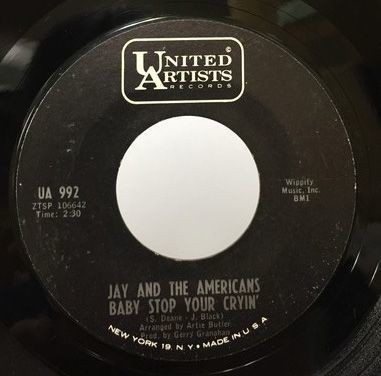 ©
UNITED
ARTISTS
RECORDS
UA 992
ZTSP 106642
Time: 2:30
Wippity
Music, Inc.
BMI
JAY AND THE AMERICANS
BABY STOP YOUR CRYIN'
(S. Doane - J. Black)
Arranged by Artie Butler
Prod. by Gerry Granahan
NEW YORK 19, N.Y. • MADE IN U S A